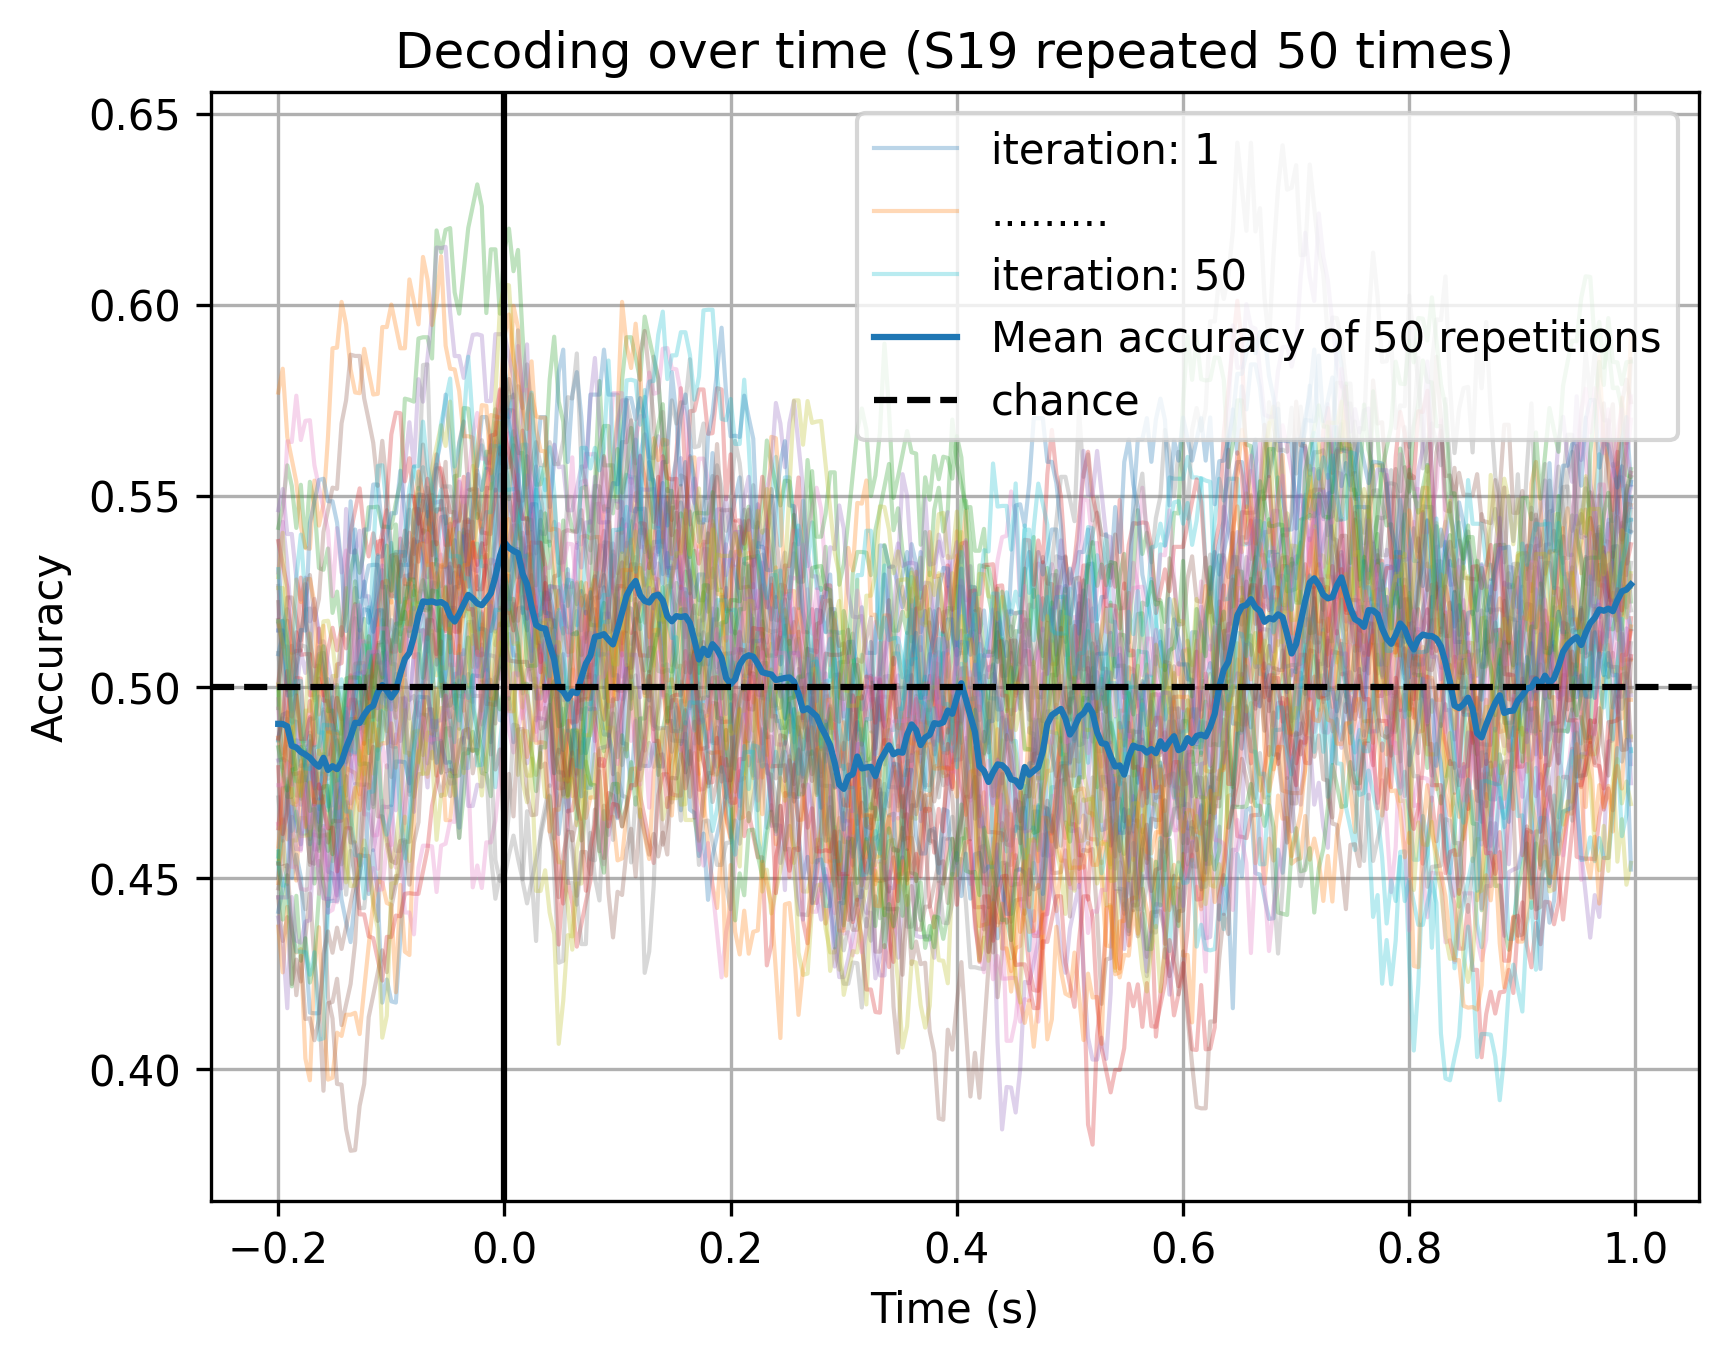 Decoding over time (S19 repeated 50 times)
0.65
0.60
0.55
0.50
0.45
0.40
Accuracy
iteration: 1
.........
iteration: 50
Mean accuracy of 50 repetitions
chance
−0.2 0.0 0.2 0.4 0.6 0.8 1.0
Time (s)